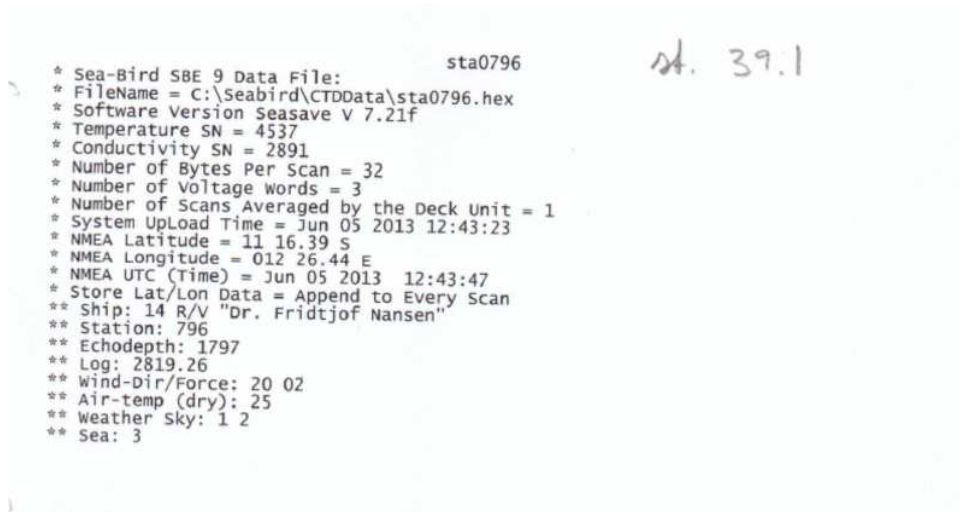 sta0796 st. 39.1
* Sea-Bird SBE 9 Data File:
* FileName = C:\Seabird\CTDData\sta0796.hex
* Software Version Seasave V 7.21f
* Temperature SN = 4537
* Conductivity SN = 2891
* Number of Bytes Per Scan = 32
* Number of Voltage Words = 3
* Number of Scans Averaged by the Deck Unit = 1
* System UpLoad Time = Jun 05 2013 12:43:23
* NMEA Latitude = 11 16.39 S
* NMEA Longitude = 012 26.44 E
* NMEA UTC (Time) = Jun 05 2013  12:43:47
* Store Lat/Lon Data = Append to Every Scan
** Ship: 14 R/V "Dr. Fridtjof Nansen"
** Station: 796
** Echodepth: 1797
** Log: 2819.26
** Wind-Dir/Force: 20 02
** Air-temp (dry): 25
** Weather Sky: 1 2
** Sea: 3